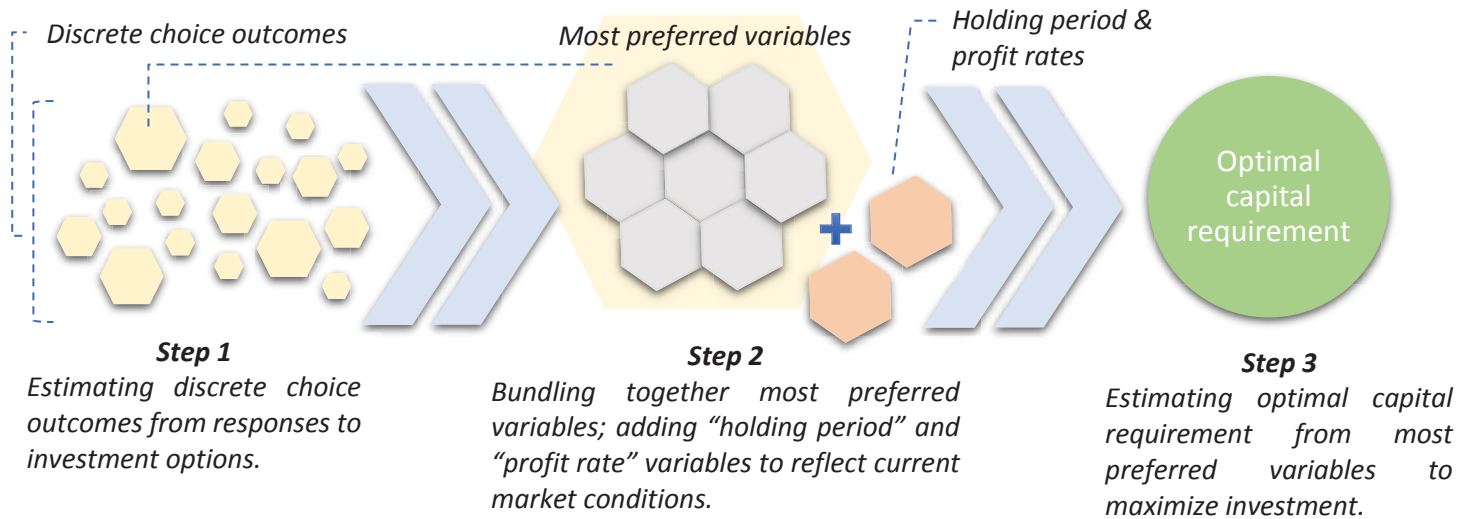 Discrete choice outcomes
Most preferred variables
Holding period &
profit rates
Optimal
capital
requirement
Step 1
Estimating discrete choice
outcomes from responses to
investment options.
Step 2
Bundling together most preferred
variables; adding “holding period” and
“profit rate” variables to reflect current
market conditions.
Step 3
Estimating optimal capital
requirement from most
preferred variables to
maximize investment.